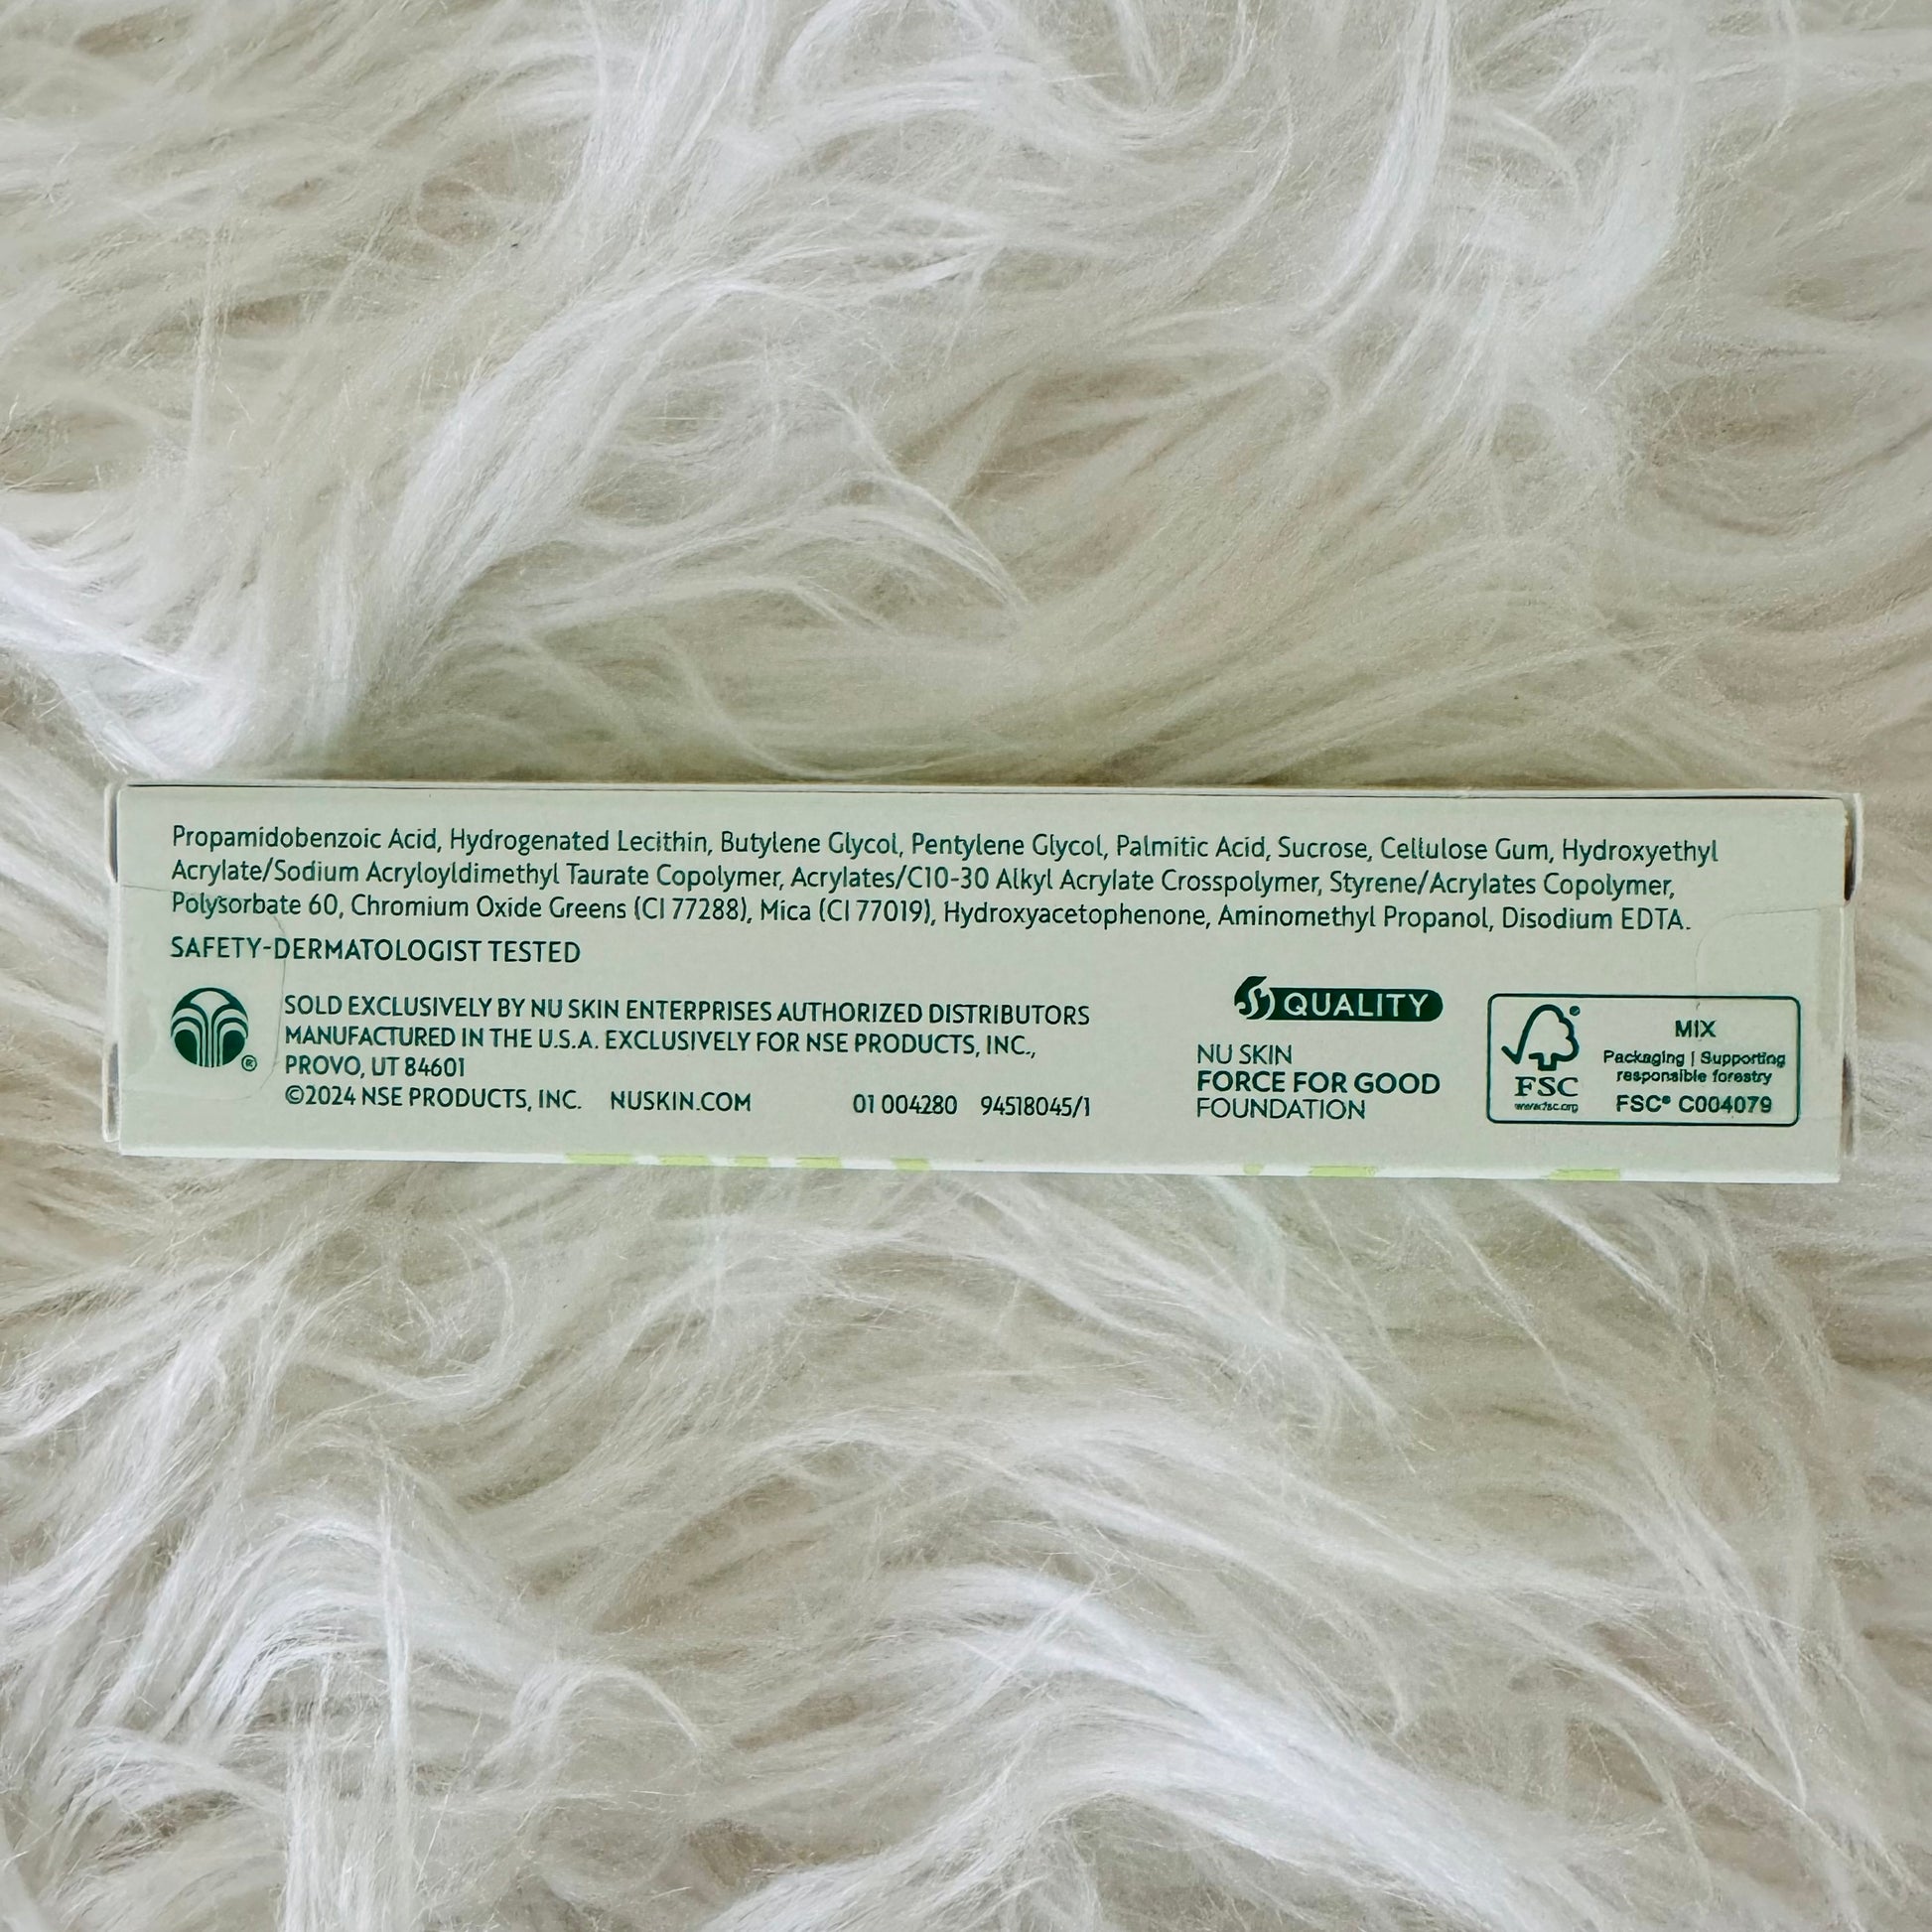 Propamidobenzoic Acid, Hydrogenated Lecithin, Butylene Glycol, Pentylene Glycol, Palmitic Acid, Sucrose, Cellulose Gum, Hydroxyethyl
Acrylate/Sodium Acryloyldimethyl Taurate Copolymer, Acrylates/C10-30 Alkyl Acrylate Crosspolymer, Styrene/Acrylates Copolymer,
Polysorbate 60, Chromium Oxide Greens (CI 77288), Mica (CI 77019), Hydroxyacetophenone, Aminomethyl Propanol, Disodium EDTA.
SAFETY-DERMATOLOGIST TESTED
SOLD EXCLUSIVELY BY NU SKIN ENTERPRISES AUTHORIZED DISTRIBUTORS
MANUFACTURED IN THE U.S.A. EXCLUSIVELY FOR NSE PRODUCTS, INC.,
PROVO, UT 84601
©2024 NSE PRODUCTS, INC. NUSKIN.COM 01 004280 94518045/1
®
6S QUALITY
NU SKIN
FORCE FOR GOOD
FOUNDATION
®
FSC
www.fsc.org
MIX
Packaging | Supporting
responsible forestry
FSC® C004079